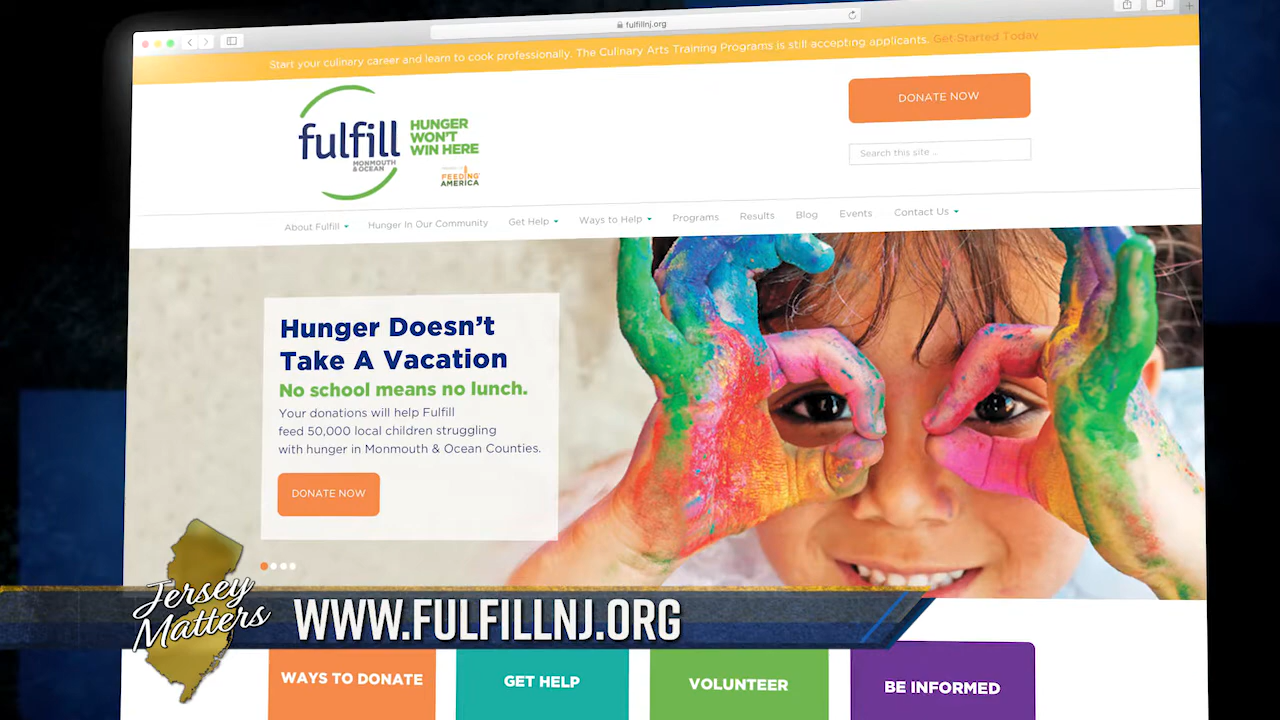 fulfillnj.org
Start your culinary career and learn to cook professionally. The Culinary Arts Training Programs is still accepting applicants. Get Started Today
fulfill
MONMOUTH
& OCEAN
HUNGER
WON'T
WIN HERE
FEEDING
AMERICA
DONATE NOW
Search this site ...
About Fulfill
Hunger In Our Community
Get Help
Ways to Help
Programs
Results
Blog
Events
Contact Us
Hunger Doesn't
Take A Vacation
No school means no lunch.
Your donations will help Fulfill
feed 50,000 local children struggling
with hunger in Monmouth & Ocean Counties.
DONATE NOW
Jersey
Matters
WWW.FULFILLNJ.ORG
WAYS TO DONATE
GET HELP
VOLUNTEER
BE INFORMED